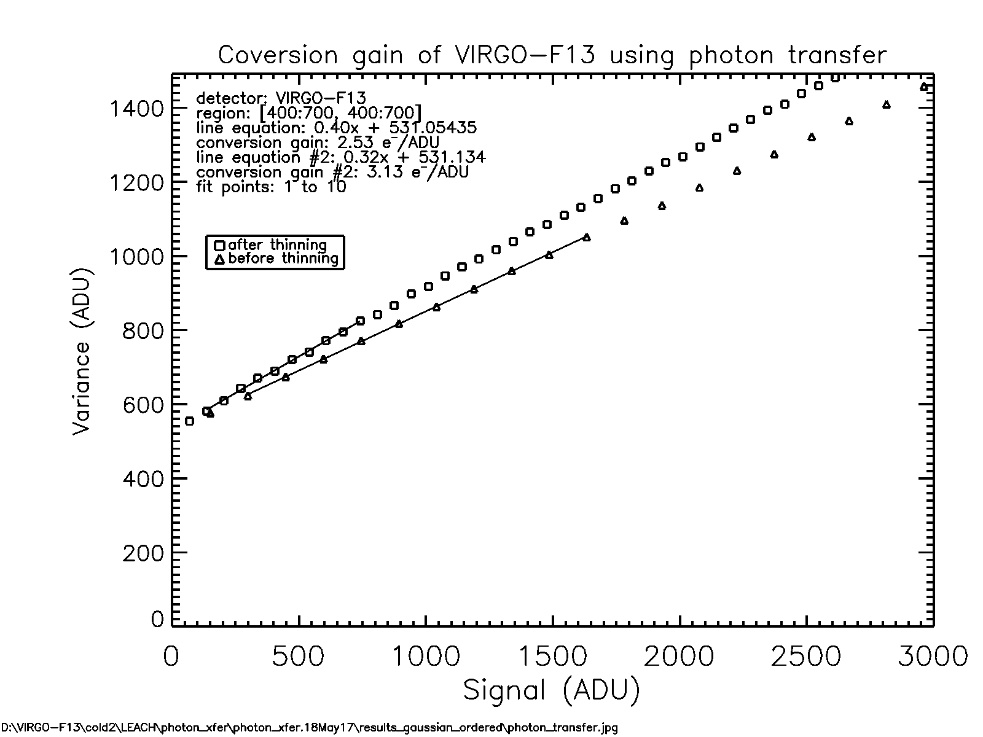 Coversion gain of VIRGO-F13 using photon transfer
detector: VIRGO-F13
region: [400:700, 400:700]
line equation: 0.40x + 531.05435
conversion gain: 2.53 e⁻/ADU
line equation #2: 0.32x + 531.134
conversion gain #2: 3.13 e⁻/ADU
fit points: 1 to 10
after thinning
before thinning
Variance (ADU)
1400
1200
1000
800
600
400
200
0
0 500 1000 1500 2000 2500 3000
Signal (ADU)
D:\VIRGO-F13\cold2\LEACH\photon_xfer\photon_xfer.18May17\results_gaussian_ordered\photon_transfer.jpg